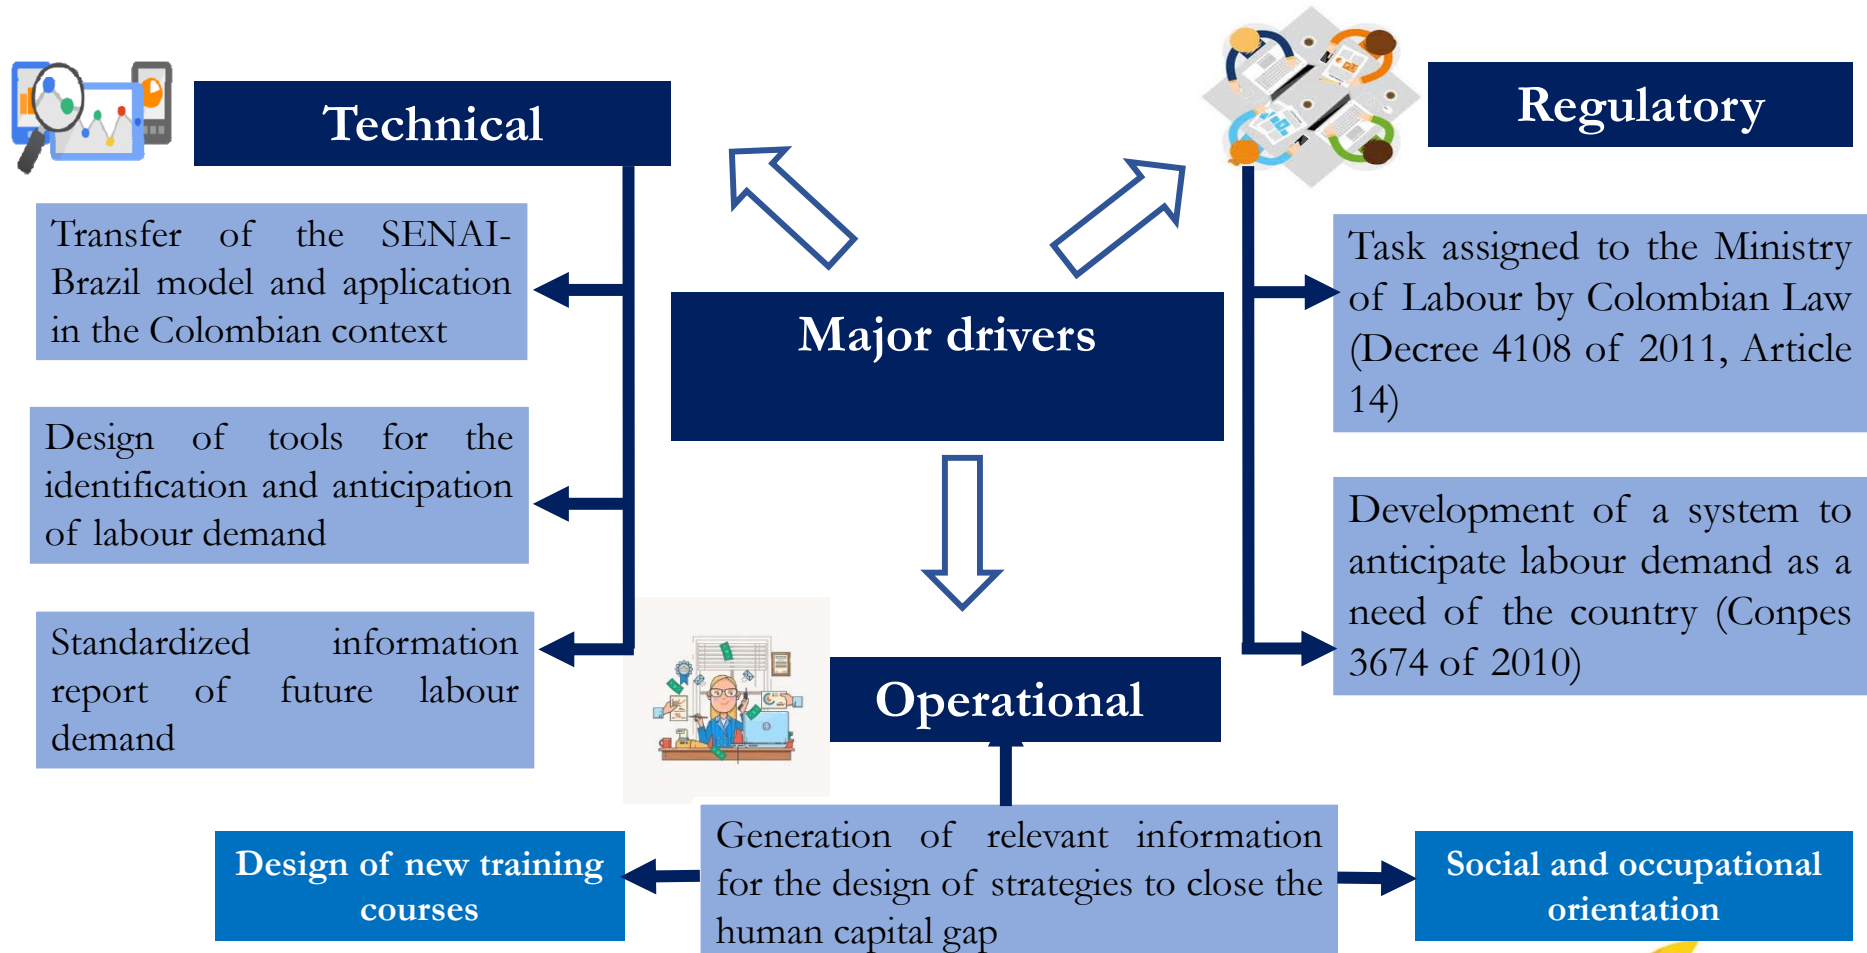 Technical
Regulatory
Major drivers
Transfer of the SENAI-
Brazil model and application
in the Colombian context
Design of tools for the
identification and anticipation
of labour demand
Standardized information
report of future labour
demand
Task assigned to the Ministry
of Labour by Colombian Law
(Decree 4108 of 2011, Article
14)
Development of a system to
anticipate labour demand as a
need of the country (Conpes
3674 of 2010)
Operational
Generation of relevant information
for the design of strategies to close the
human capital gap
Design of new training
courses
Social and occupational
orientation